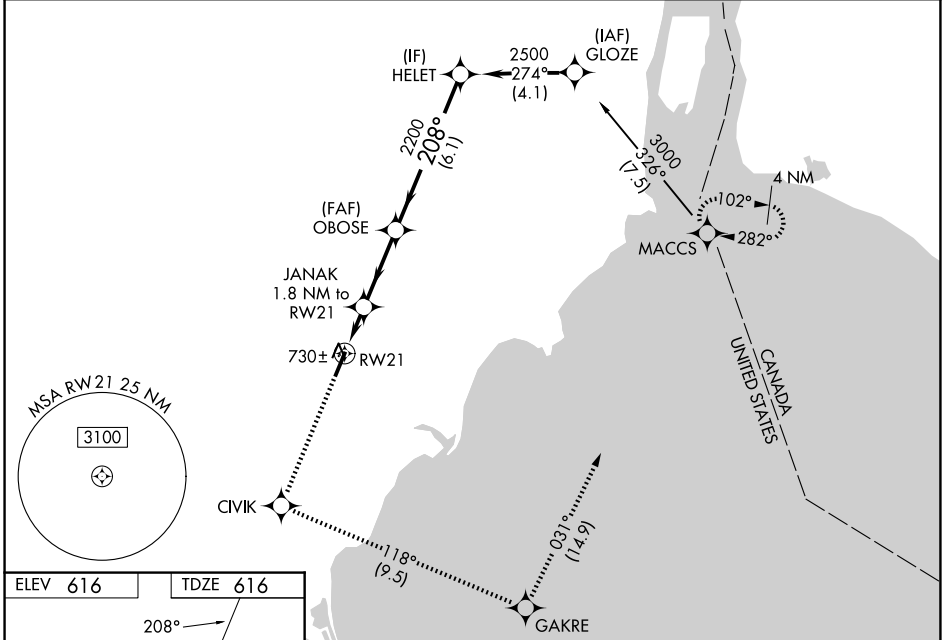 (IAF)
GLOZE
(IF)
HELET
2500
274°
(4.1)
2200
208°
(6.1)
3000
326°
(7.5)
4 NM
102°
282°
MACCS
(FAF)
OBOSE
JANAK
1.8 NM to
RW21
730±
RW21
CANADA
UNITED STATES
MSA RW21 25 NM
3100
CIVIK
118°
(9.5)
031°
(14.9)
GAKRE
ELEV 616
TDZE 616
208°